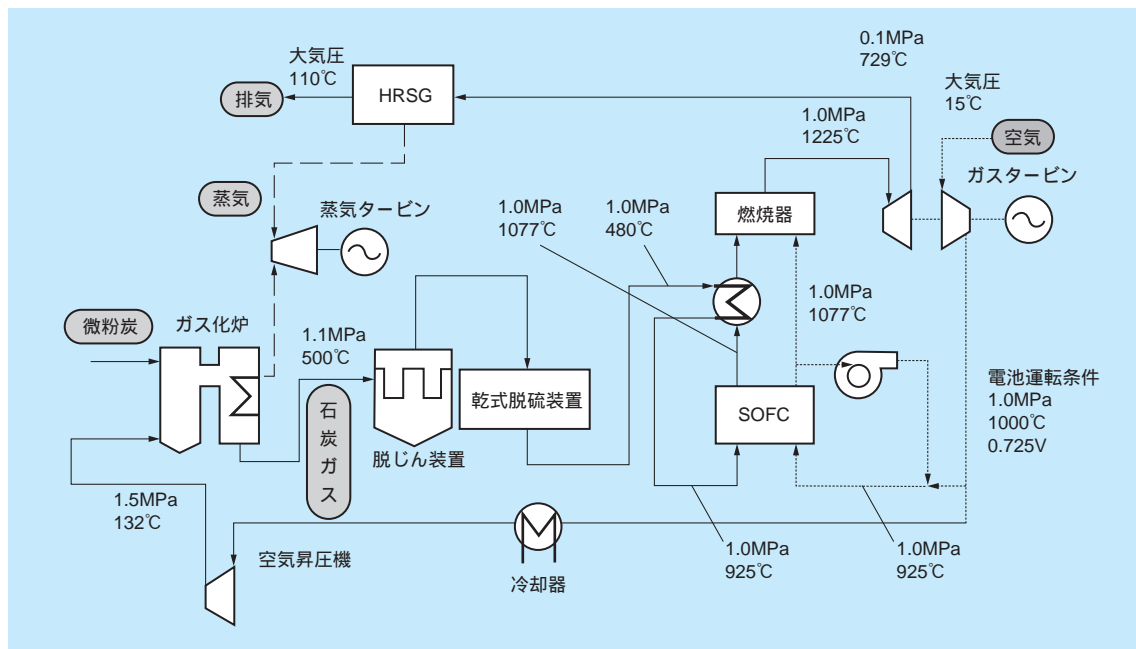 0.1MPa
729℃
大気圧
110℃
HRSG
排気
大気圧
15℃
1.0MPa
1225℃
空気
ガスタービン
蒸気
蒸気タービン
1.0MPa
1077℃
1.0MPa
480℃
燃焼器
微粉炭
ガス化炉
1.1MPa
500℃
1.0MPa
1077℃
石
炭
ガ
ス
乾式脱硫装置
SOFC
電池運転条件
1.0MPa
1000℃
0.725V
脱じん装置
1.5MPa
132℃
空気昇圧機
冷却器
1.0MPa
925℃
1.0MPa
925℃